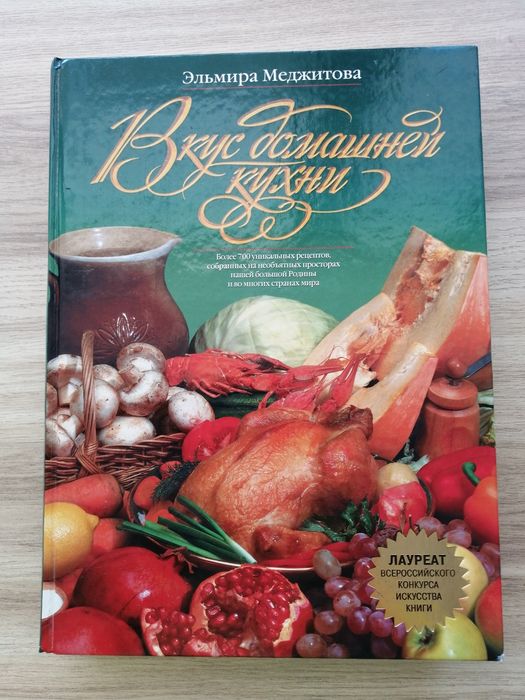 Эльмира Меджитова
Вкус домашней
кухни
Более 700 уникальных рецептов,
собранных на необъятных просторах
нашей большой Родины
и во многих странах мира
ЛАУРЕАТ
ВСЕРОССИЙСКОГО
КОНКУРСА
ИСКУССТВА
КНИГИ